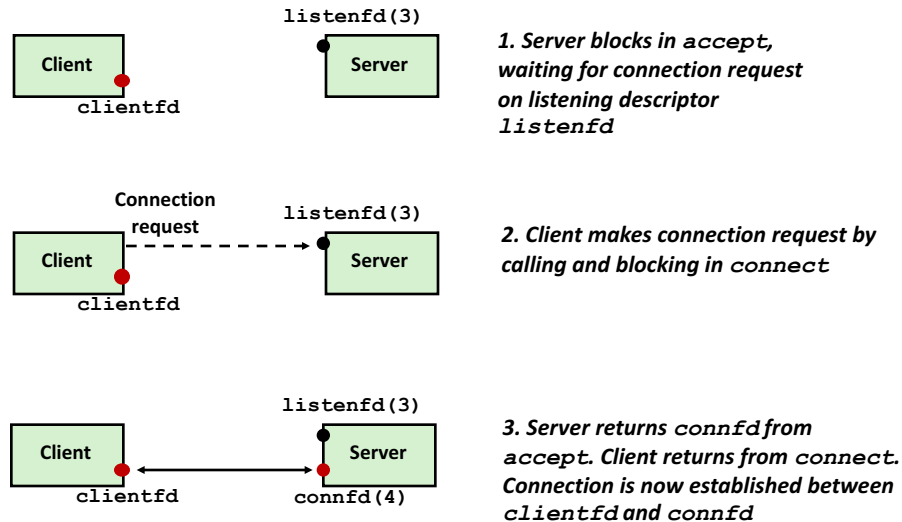 listenfd(3)
Client
Server
clientfd
1. Server blocks in accept,
waiting for connection request
on listening descriptor
listenfd
Connection
request
listenfd(3)
Client
Server
clientfd
2. Client makes connection request by
calling and blocking in connect
listenfd(3)
Client
Server
clientfd
connfd(4)
3. Server returns connfd from
accept. Client returns from connect.
Connection is now established between
clientfd and connfd